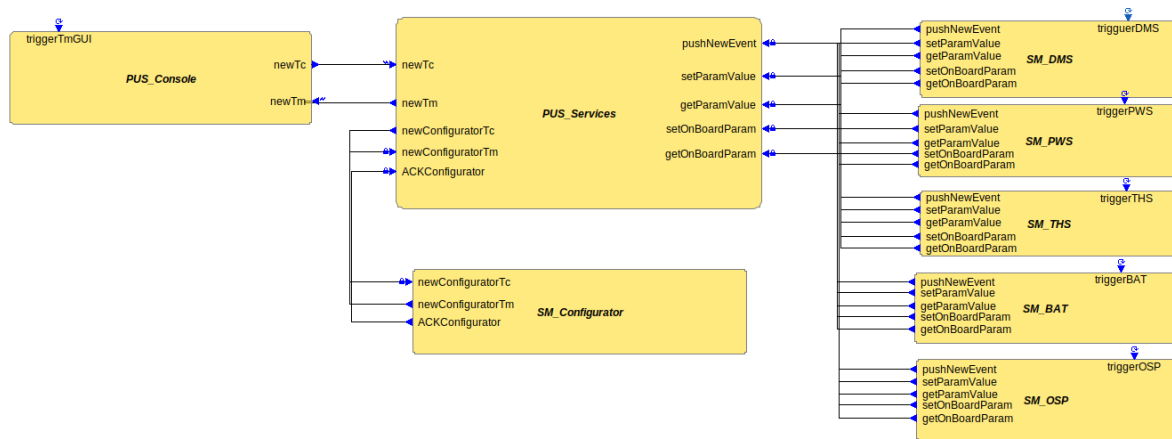 triggerTmGUI
PUS_Console
newTc
newTm
PUS_Services
newTc
newTm
newConfiguratorTc
newConfiguratorTm
ACKConfigurator
pushNewEvent
setParamValue
getParamValue
setOnBoardParam
getOnBoardParam
SM_Configurator
newConfiguratorTc
newConfiguratorTm
ACKConfigurator
trigguerDMS
pushNewEvent
setParamValue
getParamValue
setOnBoardParam
getOnBoardParam
SM_DMS
triggerPWS
pushNewEvent
setParamValue
getParamValue
setOnBoardParam
getOnBoardParam
SM_PWS
triggerTHS
pushNewEvent
setParamValue
getParamValue
setOnBoardParam
getOnBoardParam
SM_THS
triggerBAT
pushNewEvent
setParamValue
getParamValue
setOnBoardParam
getOnBoardParam
SM_BAT
triggerOSP
pushNewEvent
setParamValue
getParamValue
setOnBoardParam
getOnBoardParam
SM_OSP